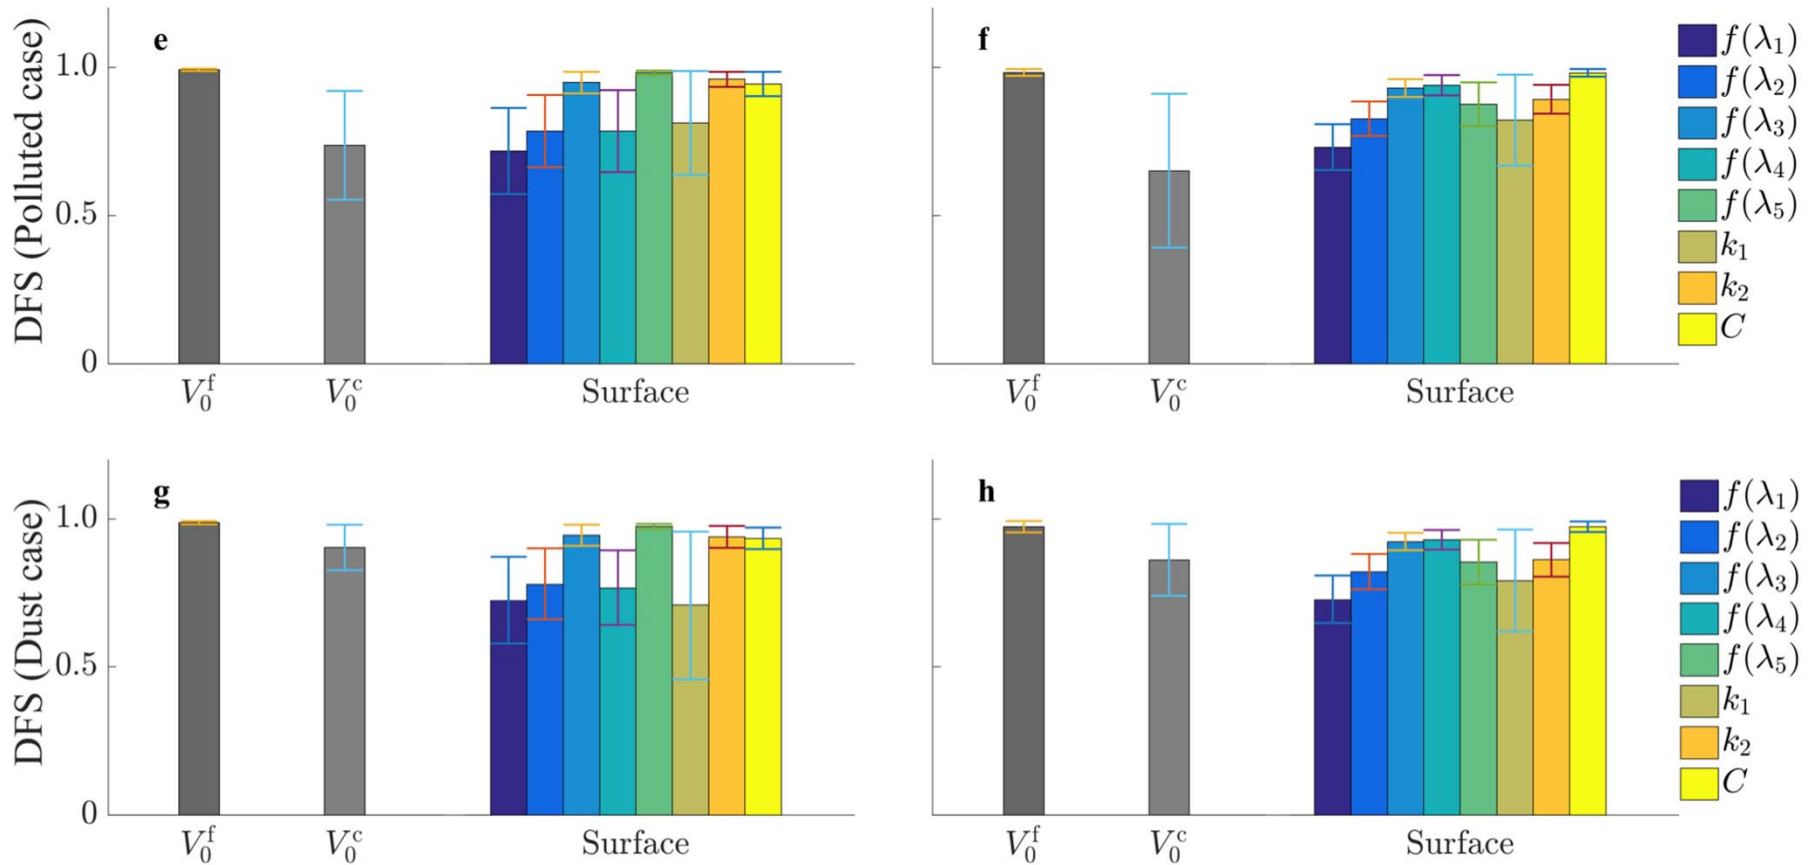 DFS (Polluted case)
e
1.0
0.5
0
V₀ᶠ
V₀ᶜ
Surface
f
V₀ᶠ
V₀ᶜ
Surface
f(λ₁)
f(λ₂)
f(λ₃)
f(λ₄)
f(λ₅)
k₁
k₂
C
DFS (Dust case)
g
1.0
0.5
0
V₀ᶠ
V₀ᶜ
Surface
h
V₀ᶠ
V₀ᶜ
Surface
f(λ₁)
f(λ₂)
f(λ₃)
f(λ₄)
f(λ₅)
k₁
k₂
C